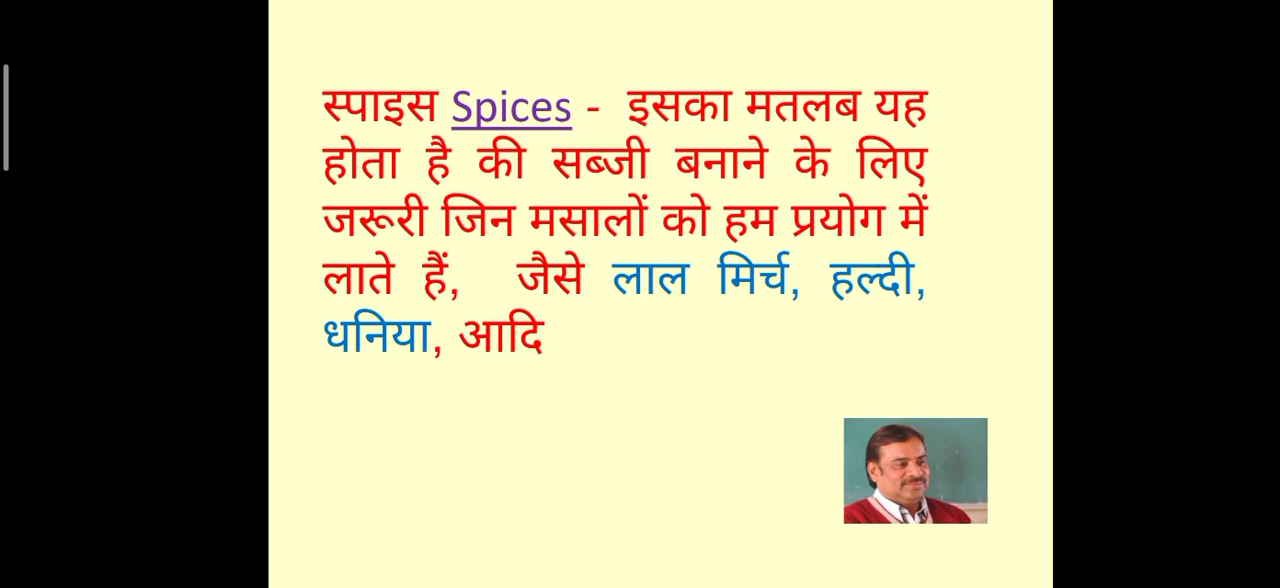 स्पाइस Spices - इसका मतलब यह
होता है की सब्जी बनाने के लिए
जरूरी जिन मसालों को हम प्रयोग में
लाते हैं, जैसे लाल मिर्च, हल्दी,
धनिया, आदि